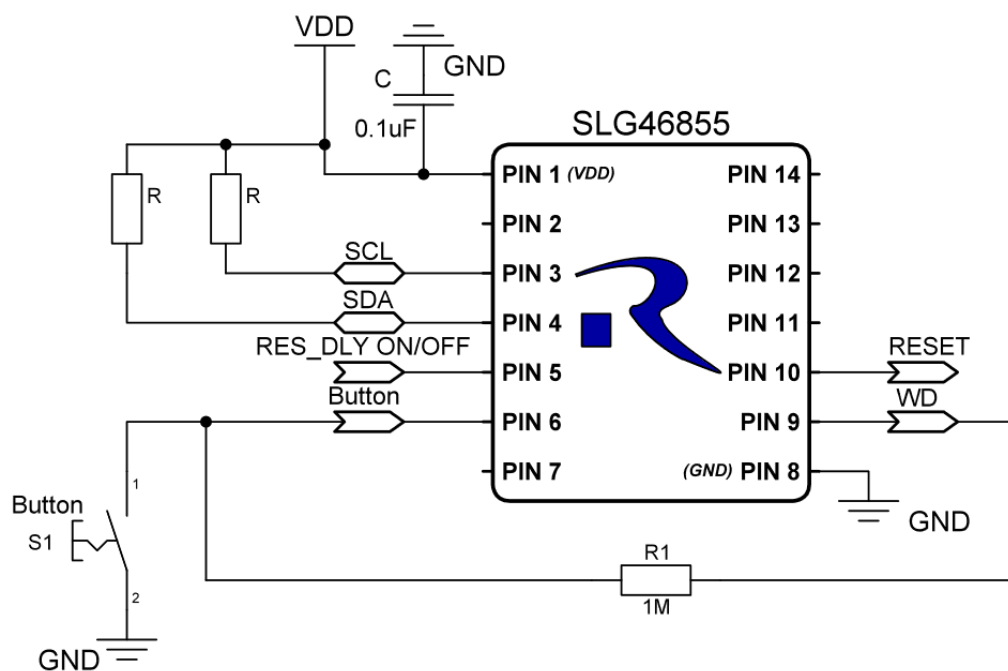 VDD
GND
C
0.1uF
SLG46855
R
R
PIN 1 (VDD)
PIN 14
PIN 2
PIN 13
SCL
PIN 3
PIN 12
SDA
PIN 4
PIN 11
RES_DLY ON/OFF
PIN 5
PIN 10
RESET
Button
PIN 6
PIN 9
WD
PIN 7
(GND) PIN 8
GND
1
Button
S1
2
GND
R1
1M